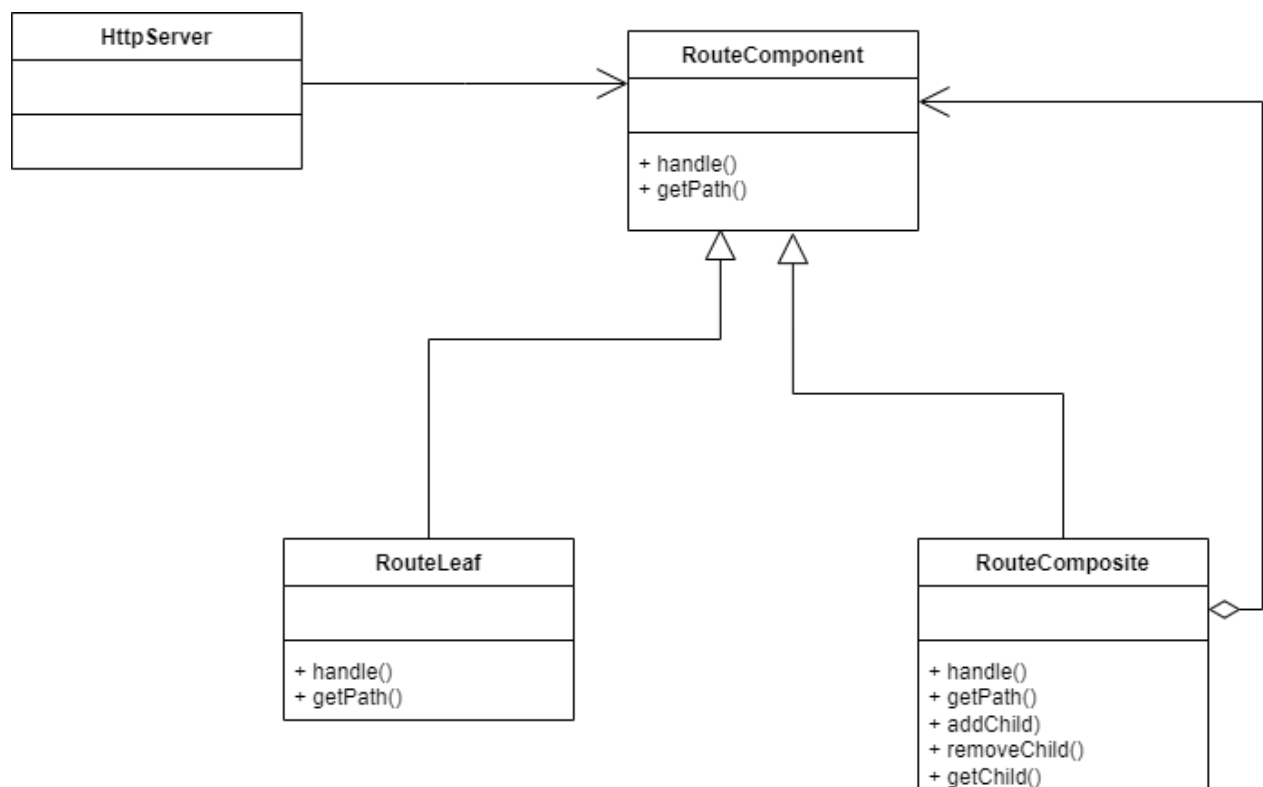 HttpServer
RouteComponent
+ handle()
+ getPath()
RouteLeaf
+ handle()
+ getPath()
RouteComposite
+ handle()
+ getPath()
+ addChild)
+ removeChild()
+ getChild()